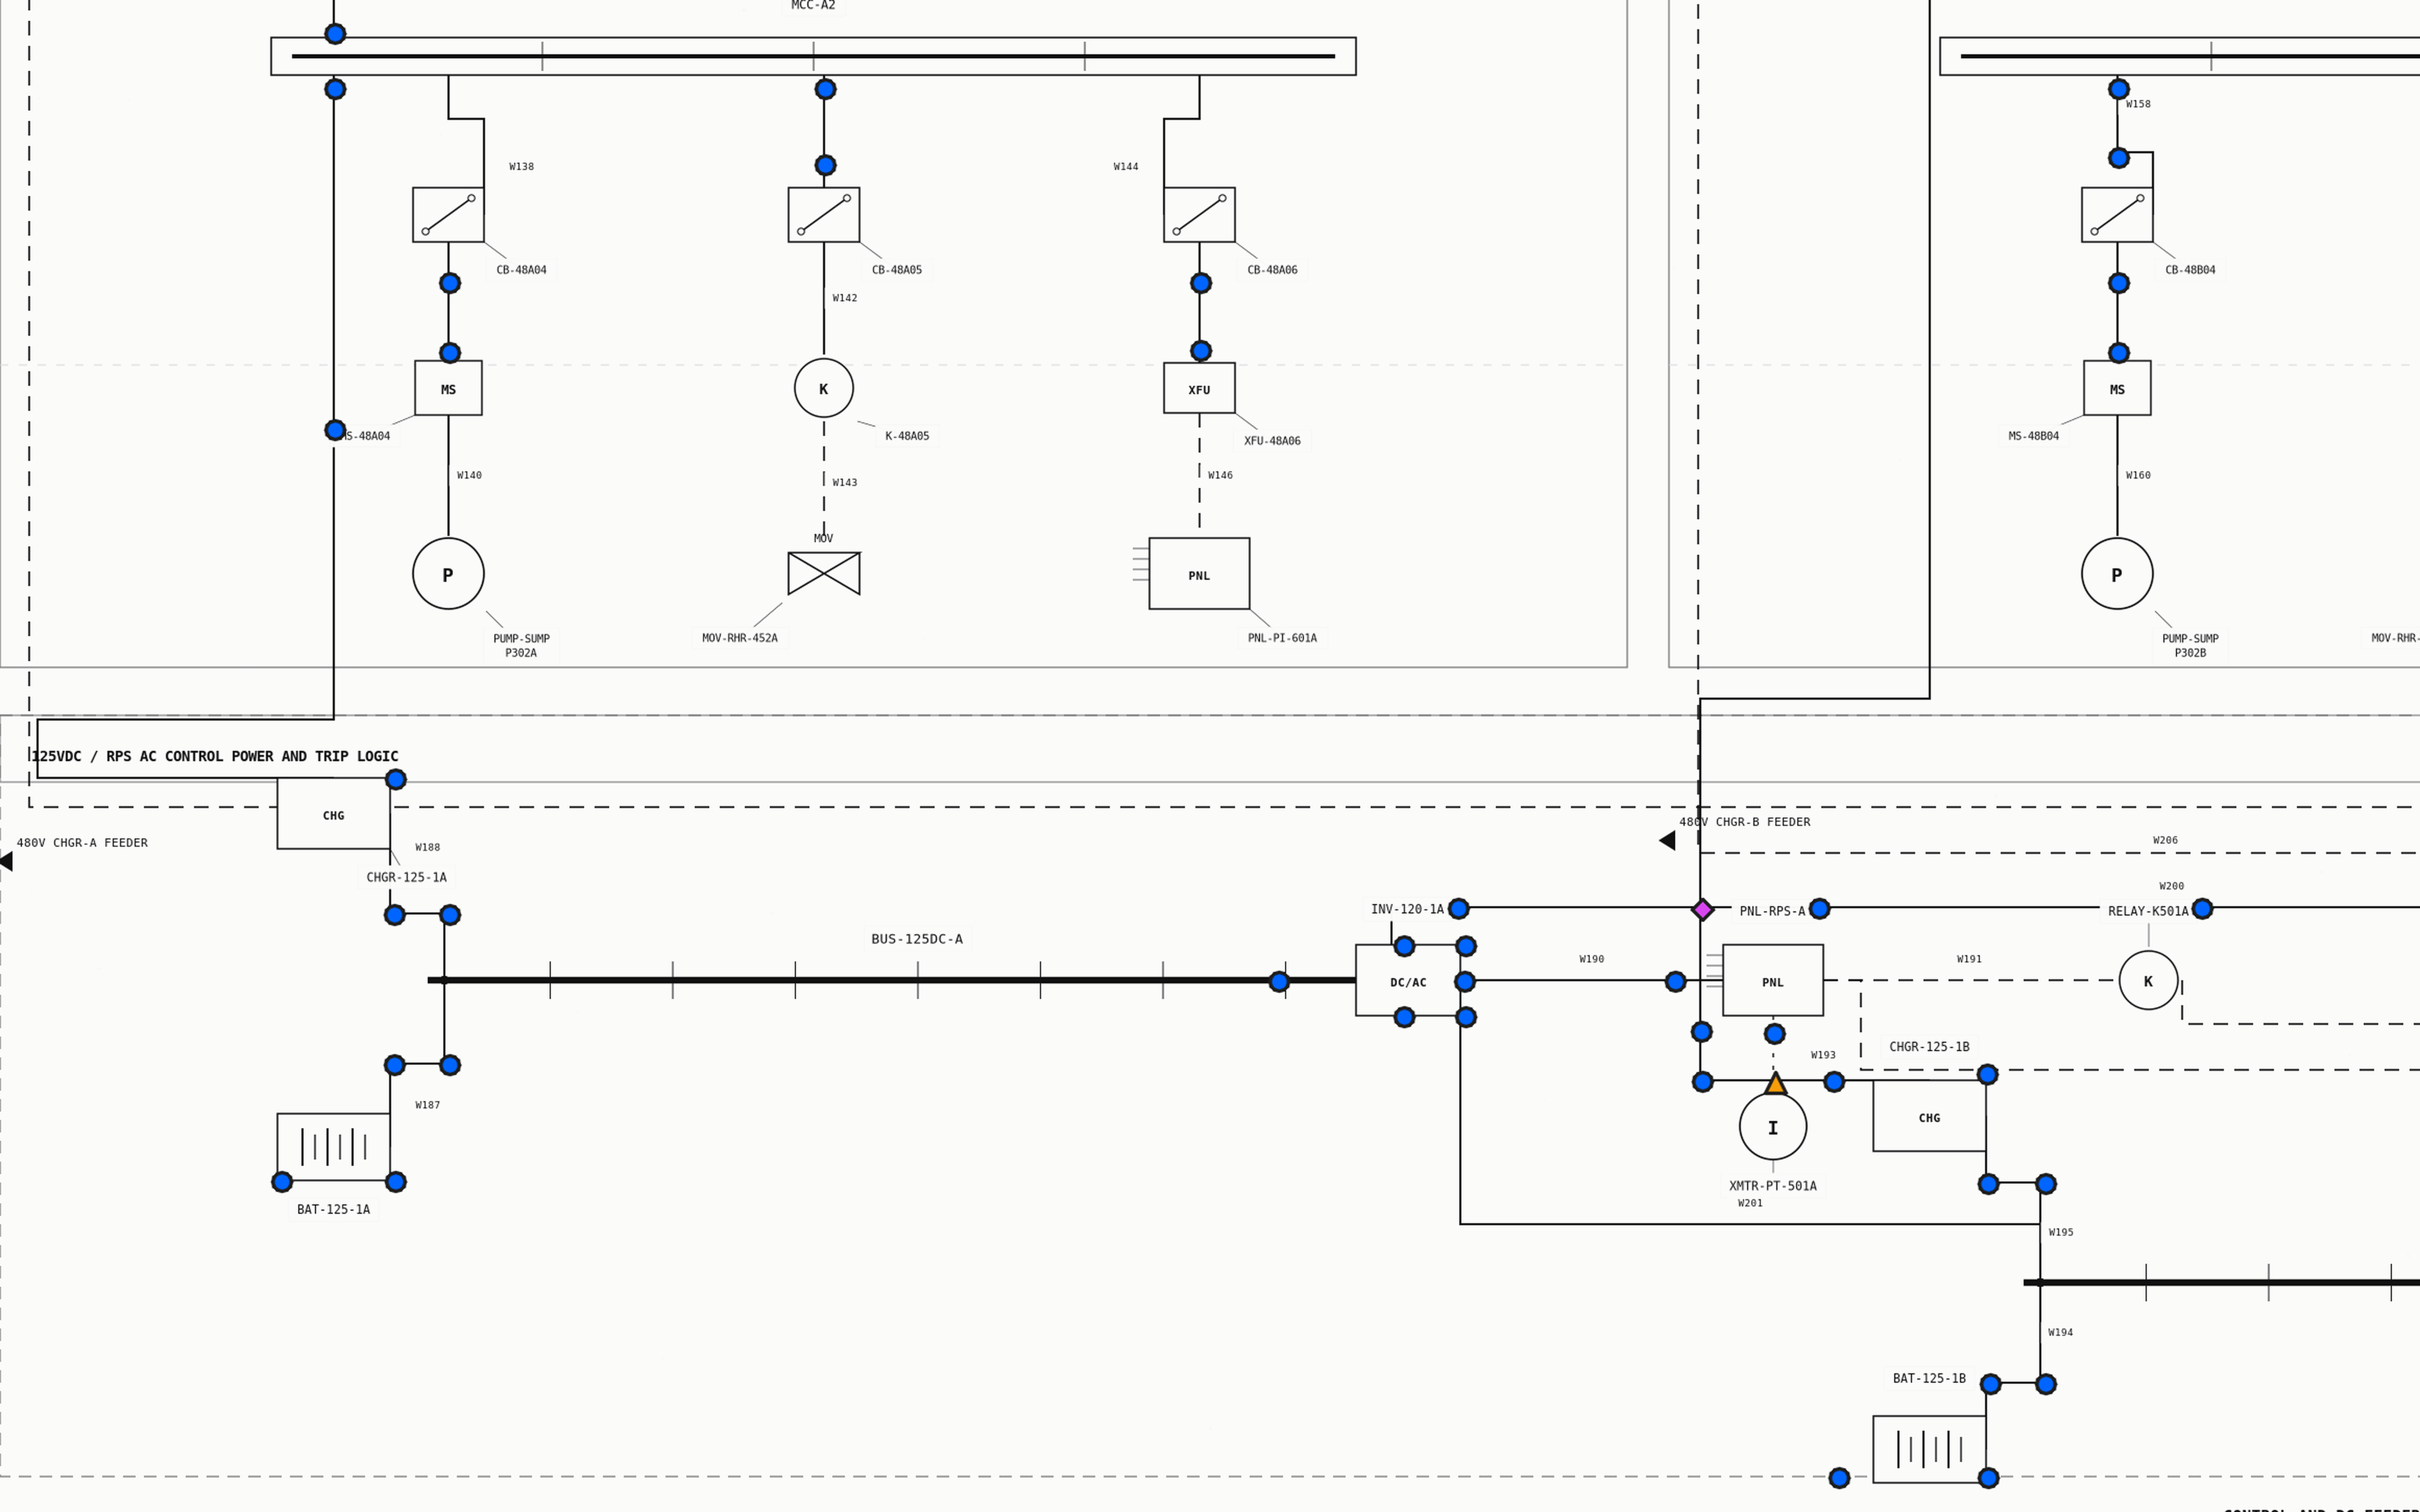 MCC-A2
W158
W138
W144
CB-48A04
CB-48A05
CB-48A06
CB-48B04
W142
MS
K
XFU
MS
K-48A05
XFU-48A06
MS-48B04
W140
W143
W146
W160
MOV
P
PNL
P
PUMP-SUMP
P302A
MOV-RHR-452A
PNL-PI-601A
PUMP-SUMP
P302B
125VDC / RPS AC CONTROL POWER AND TRIP LOGIC
CHG
480V CHGR-A FEEDER
W188
CHGR-125-1A
480V CHGR-B FEEDER
W206
W200
INV-120-1A
PNL-RPS-A
RELAY-K501A
BUS-125DC-A
W190
W191
DC/AC
PNL
K
CHGR-125-1B
W193
W187
CHG
I
XMTR-PT-501A
W201
BAT-125-1A
W195
W194
BAT-125-1B